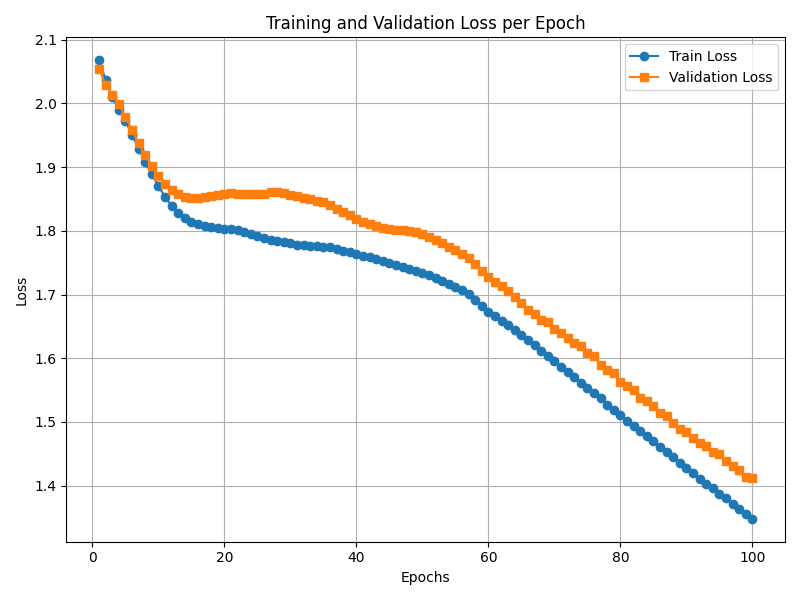 Training and Validation Loss per Epoch
Train Loss
Validation Loss
2.1
2.0
1.9
1.8
1.7
1.6
1.5
1.4
Loss
0 20 40 60 80 100
Epochs